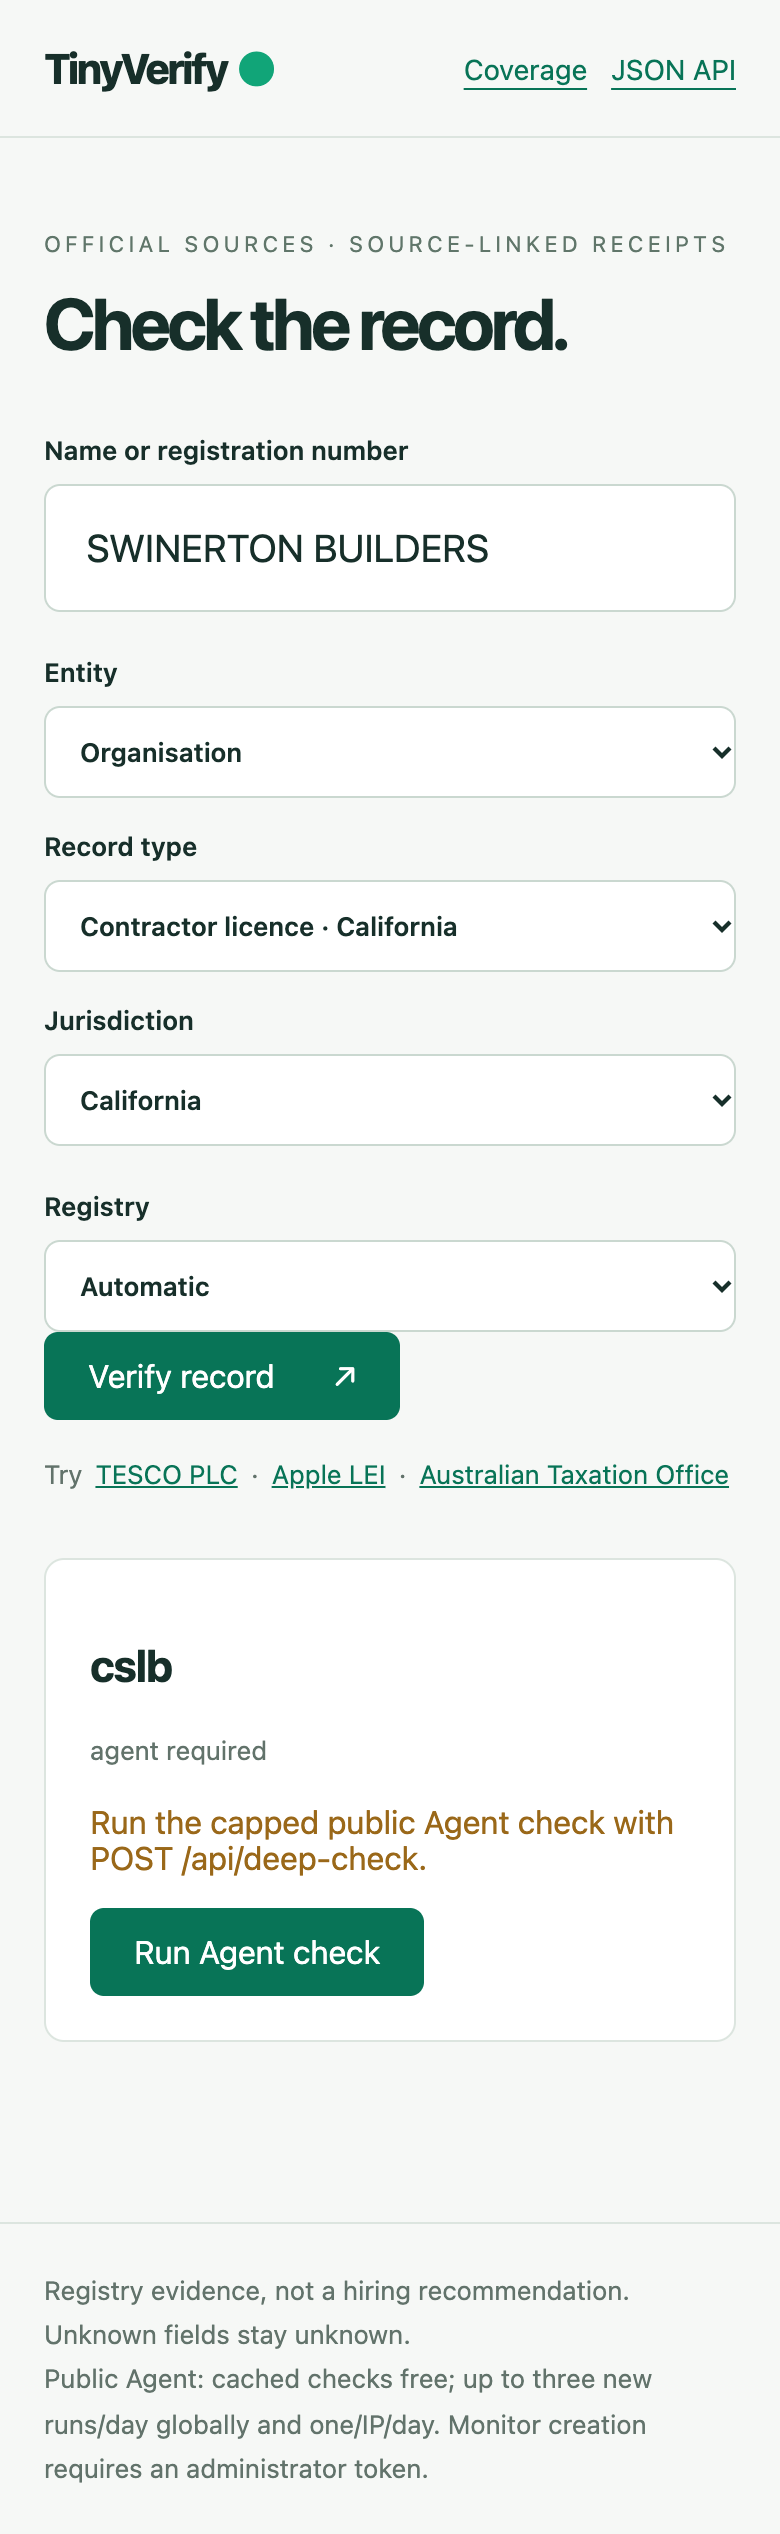 TinyVerify
Coverage JSON API
OFFICIAL SOURCES · SOURCE-LINKED RECEIPTS
Check the record.
Name or registration number
SWINERTON BUILDERS
Entity
Organisation
Record type
Contractor licence · California
Jurisdiction
California
Registry
Automatic
Verify record ↗
Try TESCO PLC · Apple LEI · Australian Taxation Office
cslb
agent required
Run the capped public Agent check with
POST /api/deep-check.
Run Agent check
Registry evidence, not a hiring recommendation.
Unknown fields stay unknown.
Public Agent: cached checks free; up to three new
runs/day globally and one/IP/day. Monitor creation
requires an administrator token.